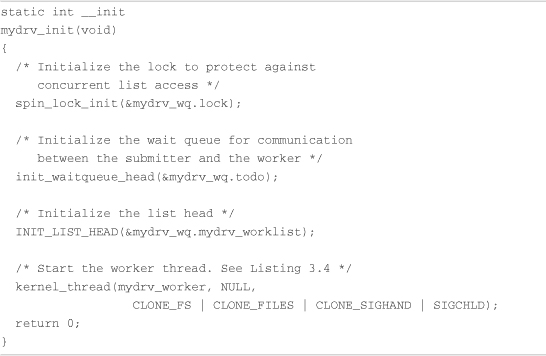 static int __init
mydrv_init(void)
{
  /* Initialize the lock to protect against
     concurrent list access */
  spin_lock_init(&mydrv_wq.lock);

  /* Initialize the wait queue for communication
     between the submitter and the worker */
  init_waitqueue_head(&mydrv_wq.todo);

  /* Initialize the list head */
  INIT_LIST_HEAD(&mydrv_wq.mydrv_worklist);

  /* Start the worker thread. See Listing 3.4 */
  kernel_thread(mydrv_worker, NULL,
                CLONE_FS | CLONE_FILES | CLONE_SIGHAND | SIGCHLD);
  return 0;
}